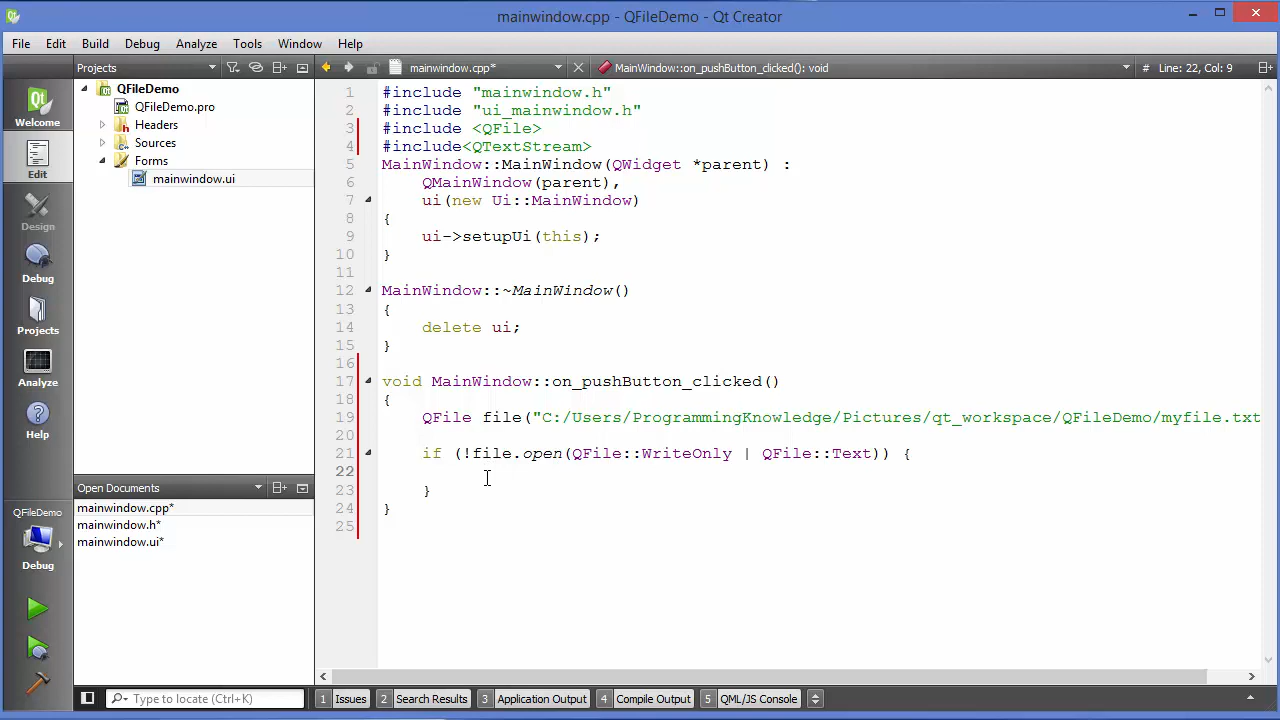 mainwindow.cpp - QFileDemo - Qt Creator
File Edit Build Debug Analyze Tools Window Help
Projects
mainwindow.cpp*
MainWindow::on_pushButton_clicked(): void
# Line: 22, Col: 9
Welcome
Edit
Design
Debug
Projects
Analyze
Help
QFileDemo
Debug
QFileDemo
QFileDemo.pro
Headers
Sources
Forms
mainwindow.ui
Open Documents
mainwindow.cpp*
mainwindow.h*
mainwindow.ui*
1 #include "mainwindow.h"
2 #include "ui_mainwindow.h"
3 #include <QFile>
4 #include<QTextStream>
5 MainWindow::MainWindow(QWidget *parent) :
6 QMainWindow(parent),
7 ui(new Ui::MainWindow)
8 {
9 ui->setupUi(this);
10 }
11
12 MainWindow::~MainWindow()
13 {
14 delete ui;
15 }
16
17 void MainWindow::on_pushButton_clicked()
18 {
19 QFile file("C:/Users/ProgrammingKnowledge/Pictures/qt_workspace/QFileDemo/myfile.txt
20
21 if (!file.open(QFile::WriteOnly | QFile::Text)) {
22
23 }
24 }
25
Type to locate (Ctrl+K)
1 Issues 2 Search Results 3 Application Output 4 Compile Output 5 QML/JS Console